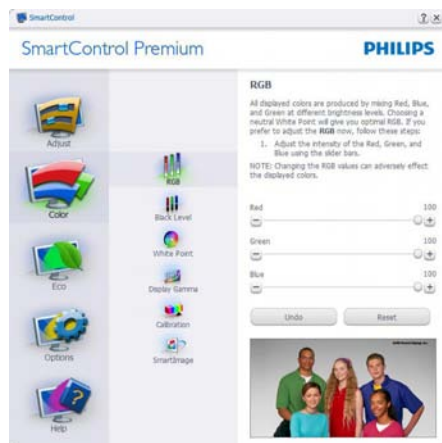 SmartControl
SmartControl Premium
PHILIPS
Adjust
Color
Eco
Options
Help
RGB
Black Level
White Point
Display Gamma
Calibration
SmartImage
RGB
All displayed colors are produced by mixing Red, Blue,
and Green at different brightness levels. Choosing a
neutral White Point will give you optimal RGB. If you
prefer to adjust the RGB now, follow these steps:
1. Adjust the intensity of the Red, Green, and
Blue using the slider bars.
NOTE: Changing the RGB values can adversely effect
the displayed colors.
Red 100
Green 100
Blue 100
Undo Reset